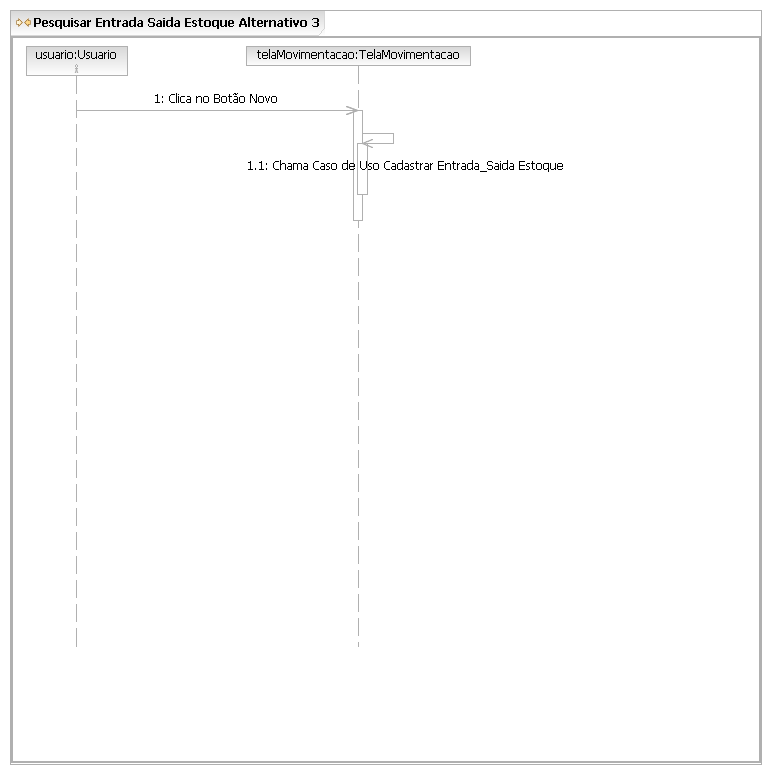 Pesquisar Entrada Saida Estoque Alternativo 3
usuario:Usuario
telaMovimentacao:TelaMovimentacao
1: Clica no Botão Novo
1.1: Chama Caso de Uso Cadastrar Entrada_Saida Estoque